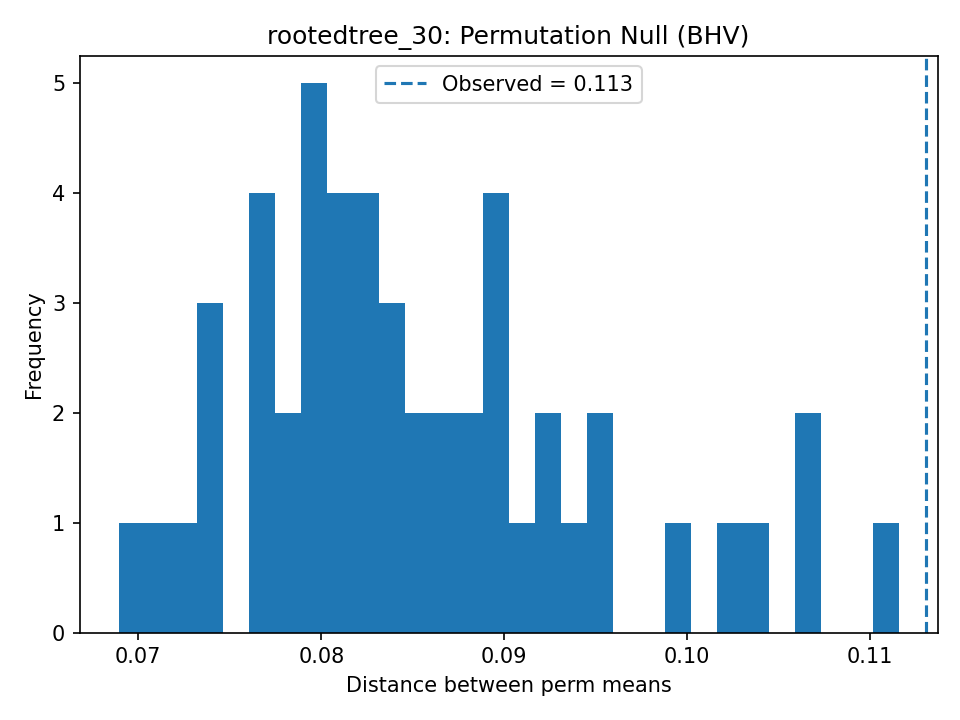 rootedtree_30: Permutation Null (BHV)
Observed = 0.113
Frequency
5
4
3
2
1
0
0.07 0.08 0.09 0.10 0.11
Distance between perm means